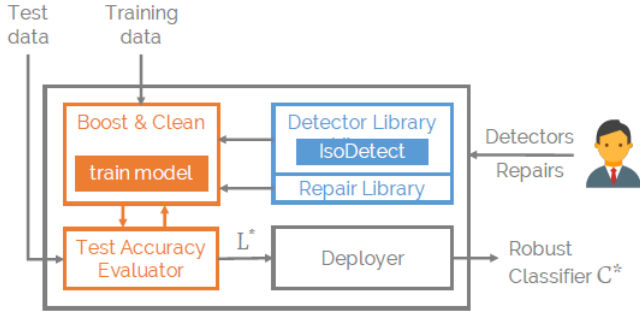 Test
data
Training
data
Boost & Clean
train model
Detector Library
IsoDetect
Repair Library
Detectors
Repairs
Test Accuracy
Evaluator
L*
Deployer
Robust
Classifier C*